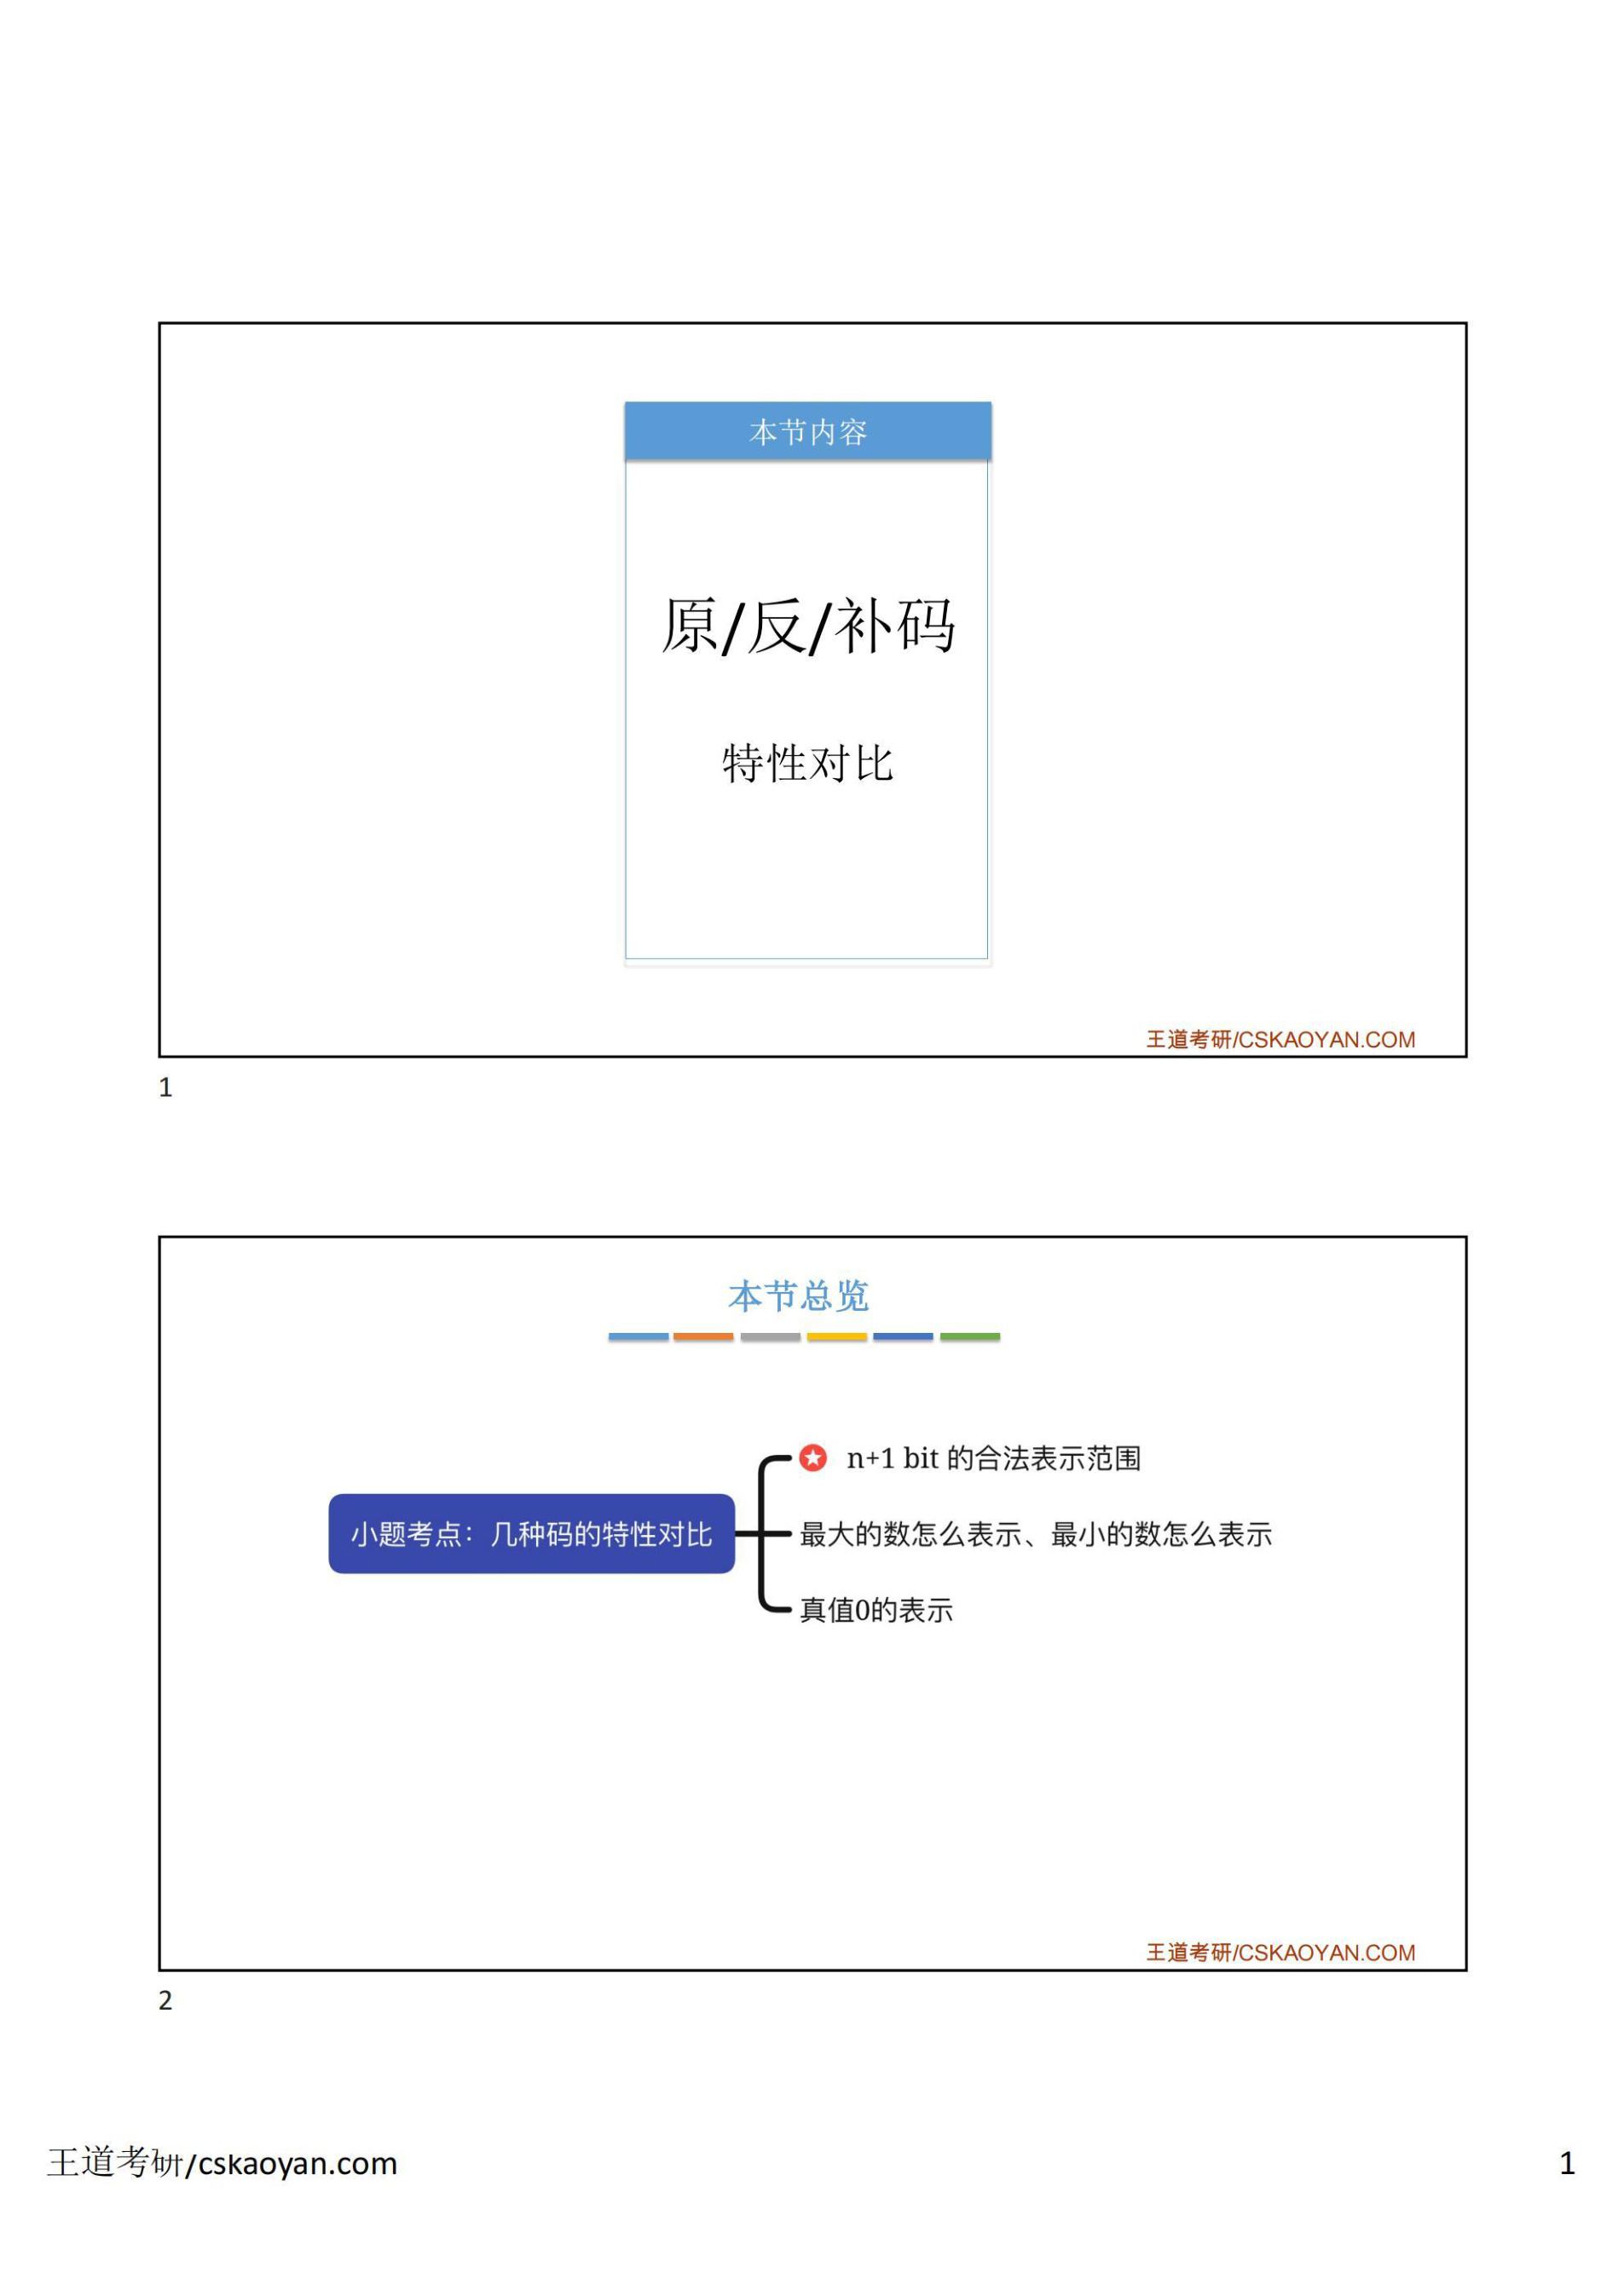 本节内容
原/反/补码
特性对比
王道考研/CSKAOYAN.COM
1
本节总览
小题考点：几种码的特性对比
n+1 bit 的合法表示范围
最大的数怎么表示、最小的数怎么表示
真值0的表示
王道考研/CSKAOYAN.COM
2
王道考研/cskaoyan.com
1